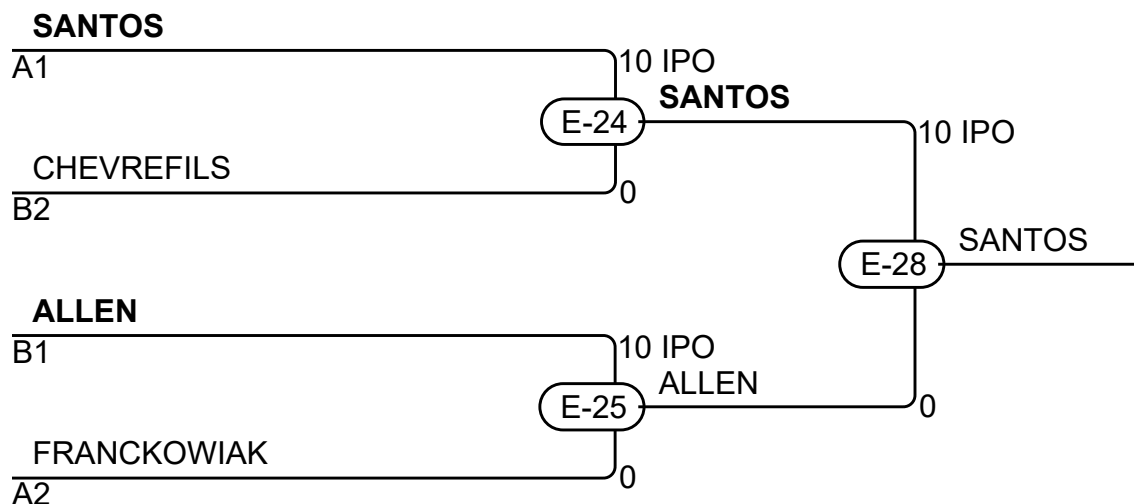 SANTOS
A1
10 IPO
E-24
SANTOS
10 IPO
CHEVREFILS
B2
0
E-28
SANTOS
ALLEN
B1
10 IPO
E-25
ALLEN
0
FRANCKOWIAK
A2
0